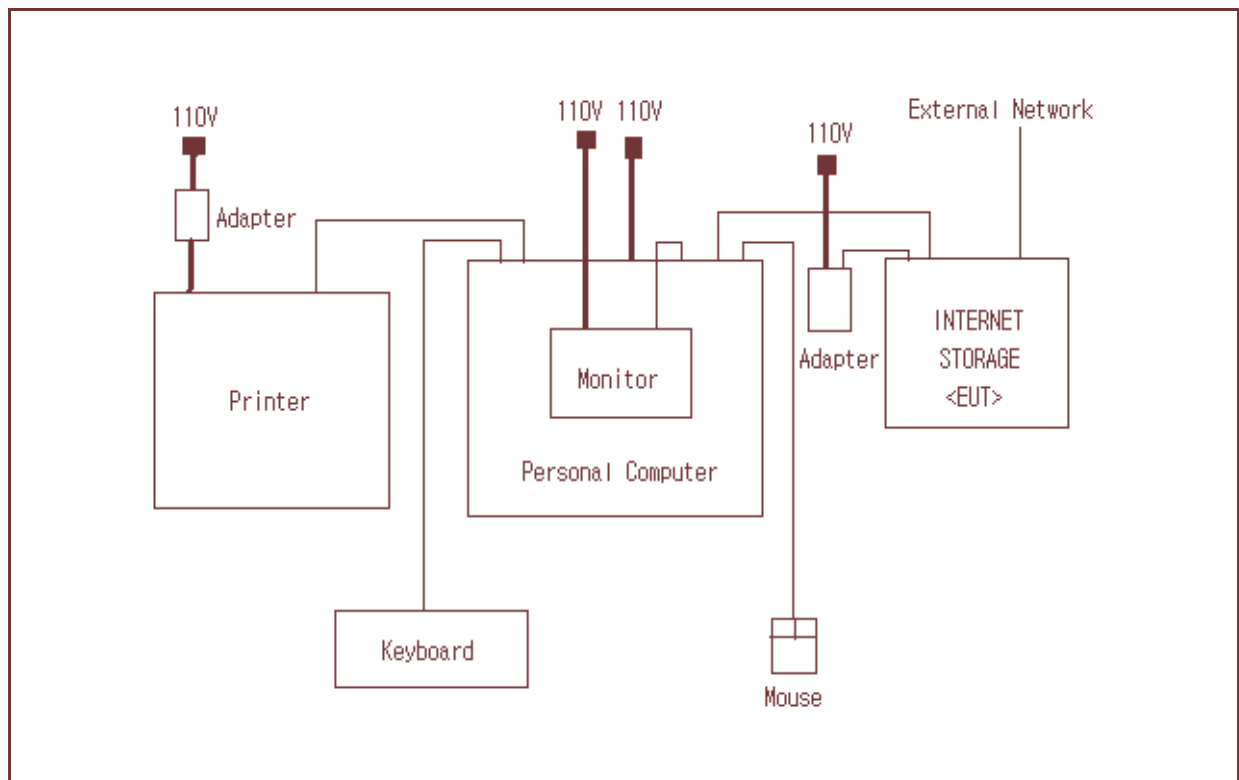 110V
110V
110V
110V
External Network
Adapter
Adapter
INTERNET
STORAGE
<EUT>
Printer
Monitor
Personal Computer
Keyboard
Mouse